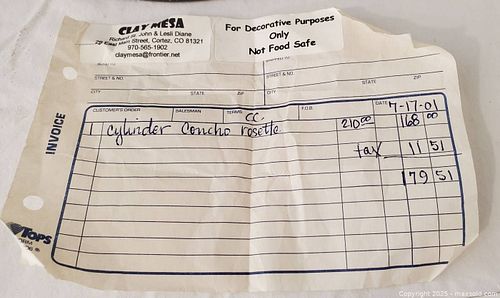 CLAY MESA
Richard St. John & Lesli Diane
29 East Main Street, Cortez, CO 81321
970-565-1902
claymesa@frontier.net
For Decorative Purposes
Only
Not Food Safe
STREET & NO.
STREET & NO.
ZIP
CITY
STATE
ZIP
CITY
STATE
ZIP
INVOICE
CUSTOMER'S ORDER
SALESMAN
TERMS
CC.
F.O.B.
DATE
7-17-01
1 cylinder Concho rosette
210.00
168 00
tax
11 51
179 51
TOPS
Copyright 2025 - maxsold.com